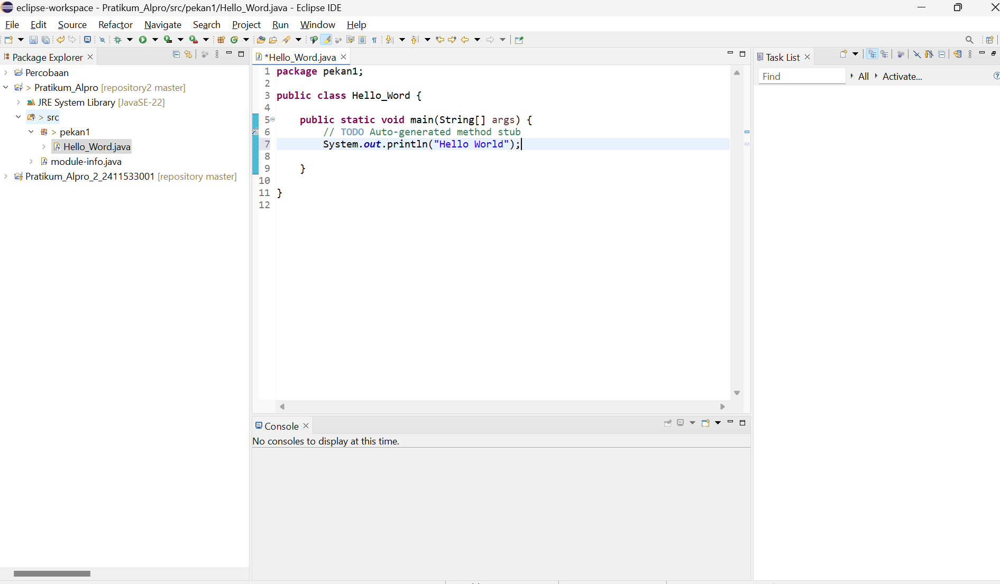 eclipse-workspace - Pratikum_Alpro/src/pekan1/Hello_Word.java - Eclipse IDE
File Edit Source Refactor Navigate Search Project Run Window Help
Package Explorer
Percobaan
> Pratikum_Alpro [repository2 master]
JRE System Library [JavaSE-22]
> src
> pekan1
Hello_Word.java
module-info.java
Pratikum_Alpro_2_2411533001 [repository master]
*Hello_Word.java
1 package pekan1;
2
3 public class Hello_Word {
4
5 public static void main(String[] args) {
6 // TODO Auto-generated method stub
7 System.out.println("Hello World");
8
9 }
10
11 }
12
Console
No consoles to display at this time.
Task List
Find All Activate...